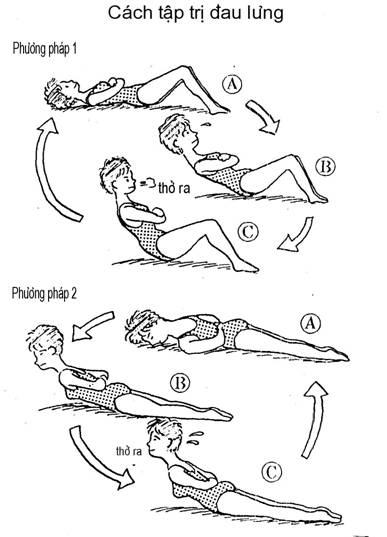 Cách tập trị đau lưng
Phương pháp 1
A
B
thở ra
C
Phương pháp 2
A
B
thở ra
C